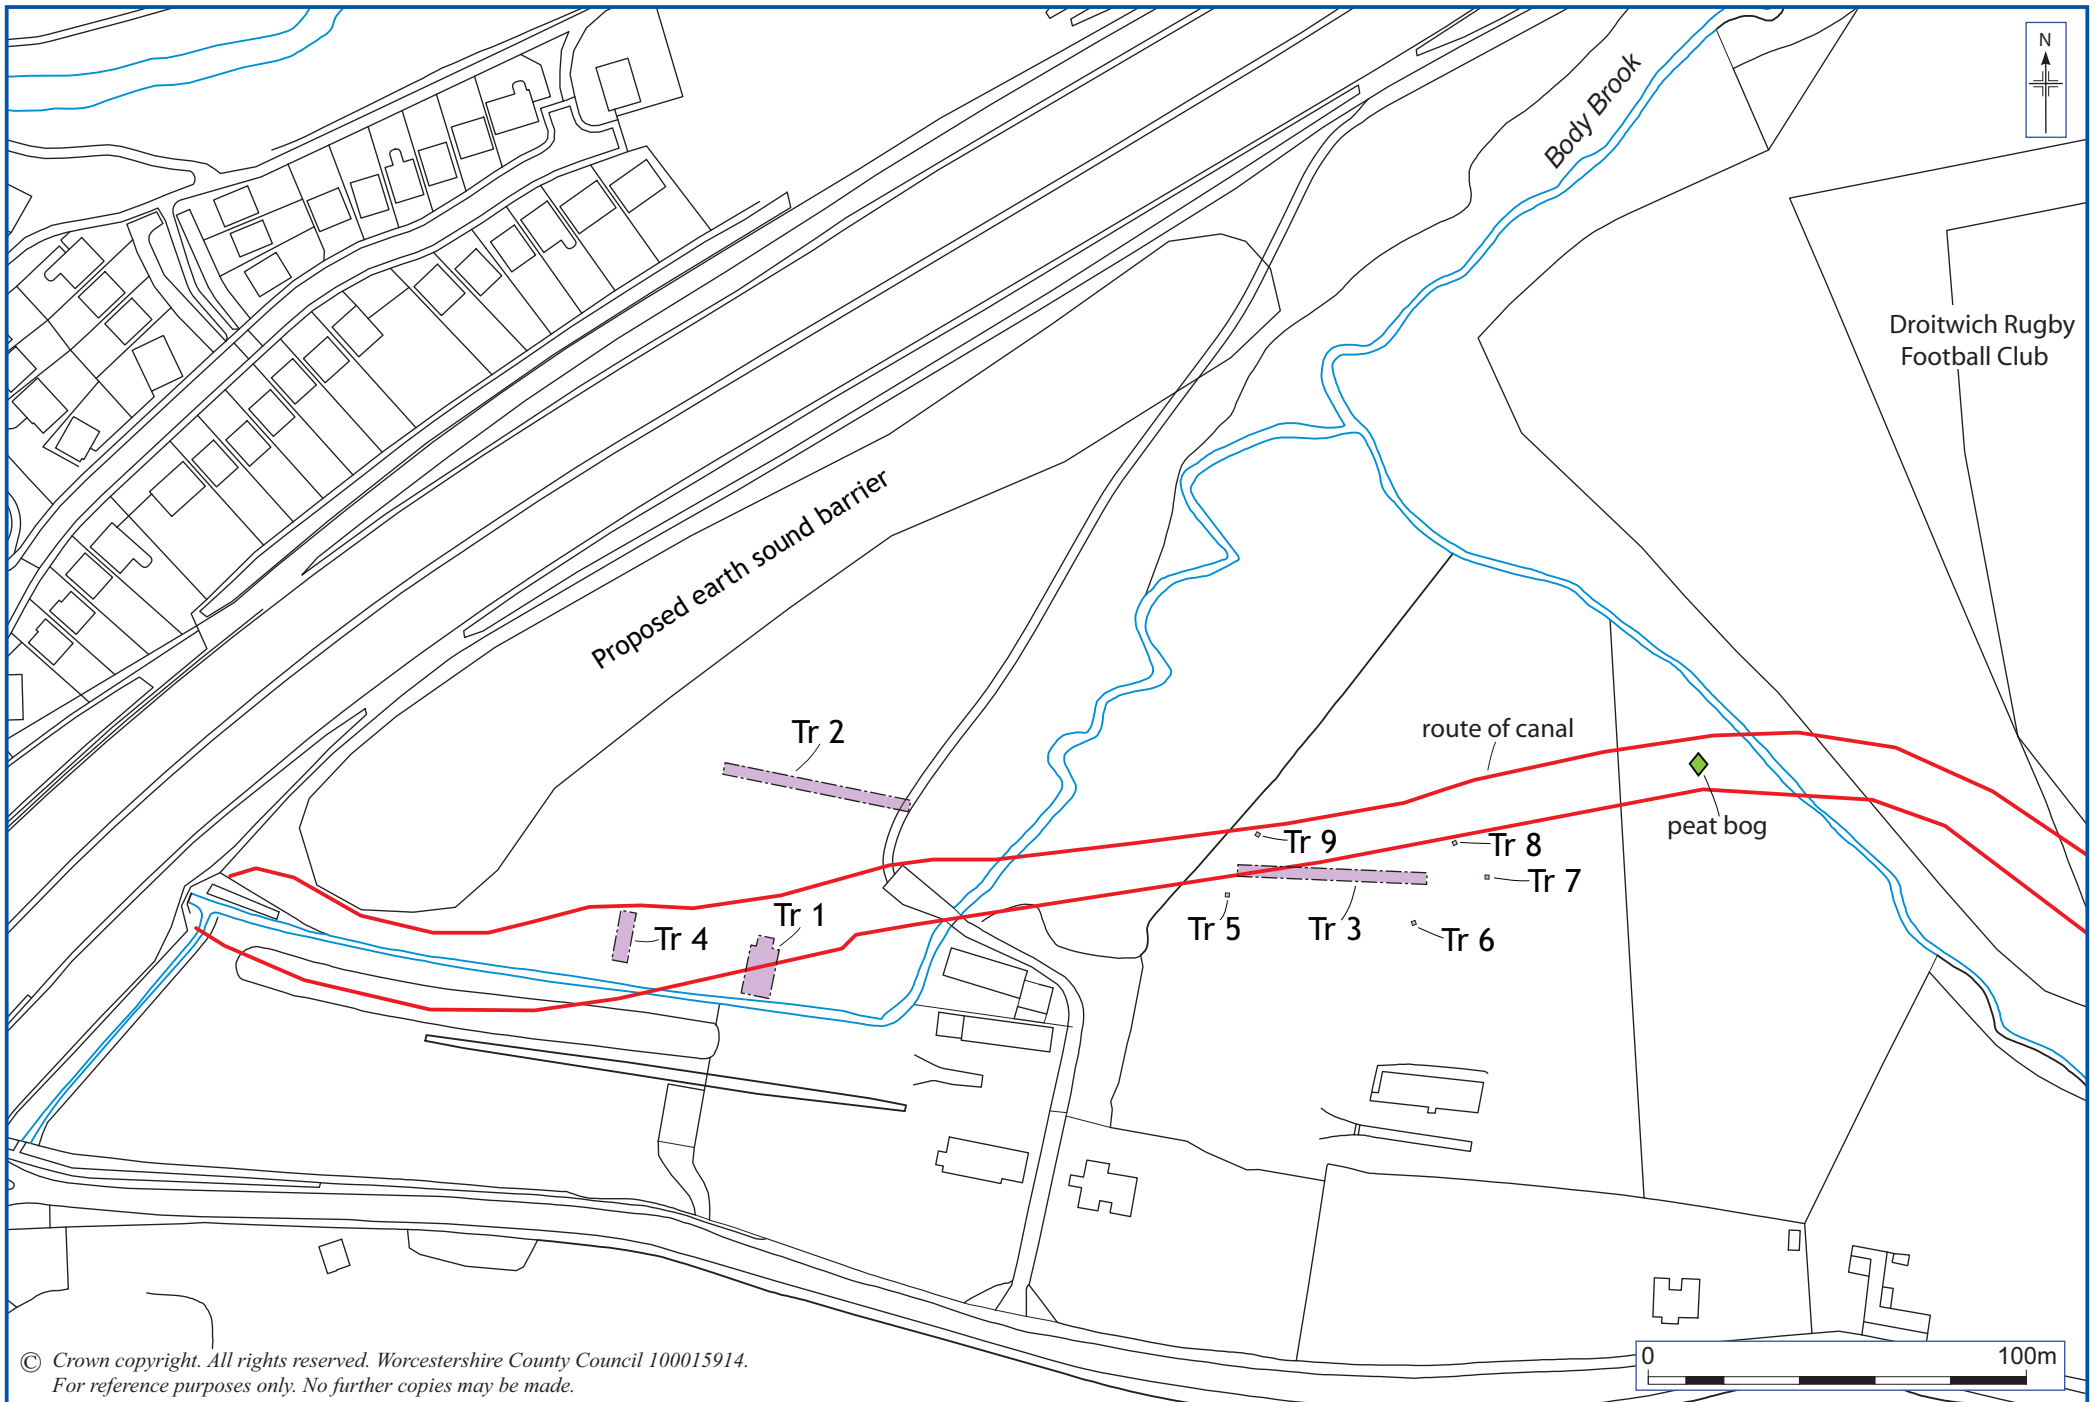 N
Body Brook
Droitwich Rugby
Football Club
Proposed earth sound barrier
Tr 2
route of canal
peat bog
Tr 9
Tr 8
Tr 7
Tr 1
Tr 4
Tr 5
Tr 3
Tr 6
© Crown copyright. All rights reserved. Worcestershire County Council 100015914.
For reference purposes only. No further copies may be made.
0 100m